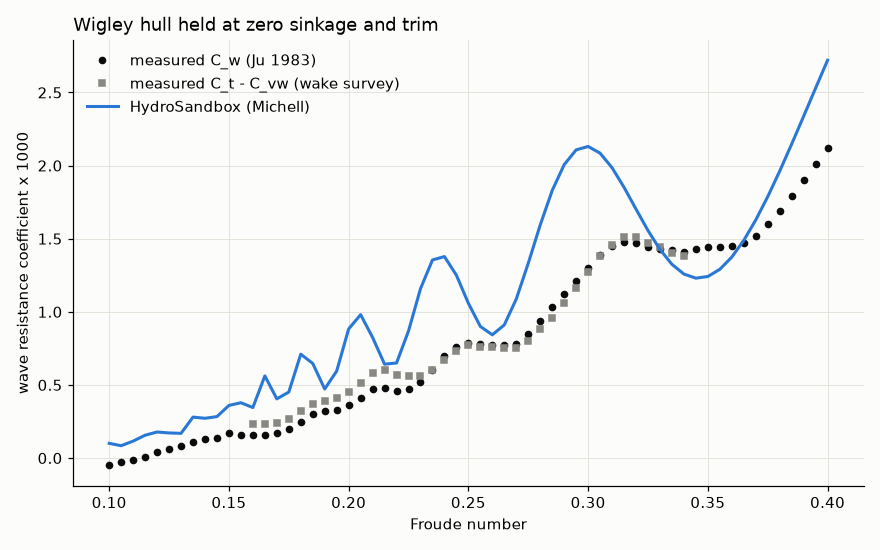 Wigley hull held at zero sinkage and trim
measured C_w (Ju 1983)
measured C_t - C_vw (wake survey)
HydroSandbox (Michell)
wave resistance coefficient x 1000
2.5
2.0
1.5
1.0
0.5
0.0
0.10 0.15 0.20 0.25 0.30 0.35 0.40
Froude number